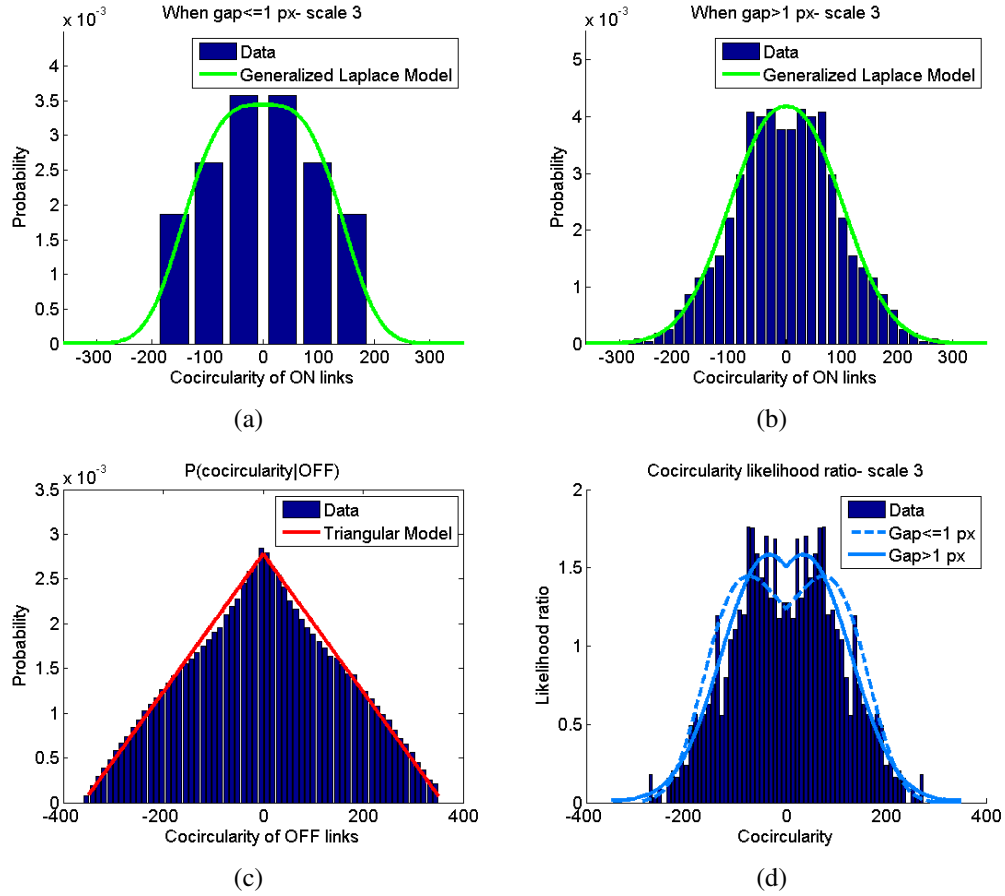 x 10^-3
When gap<=1 px- scale 3
Data
Generalized Laplace Model
Probability
4
3.5
3
2.5
2
1.5
1
0.5
0
-300 -200 -100 0 100 200 300
Cocircularity of ON links
(a)
x 10^-3
When gap>1 px- scale 3
Data
Generalized Laplace Model
Probability
5
4
3
2
1
0
-300 -200 -100 0 100 200 300
Cocircularity of ON links
(b)
x 10^-3
P(cocircularity|OFF)
Data
Triangular Model
Probability
3.5
3
2.5
2
1.5
1
0.5
0
-400 -200 0 200 400
Cocircularity of OFF links
(c)
Cocircularity likelihood ratio- scale 3
Data
Gap<=1 px
Gap>1 px
Likelihood ratio
2
1.5
1
0.5
0
-400 -200 0 200 400
Cocircularity
(d)